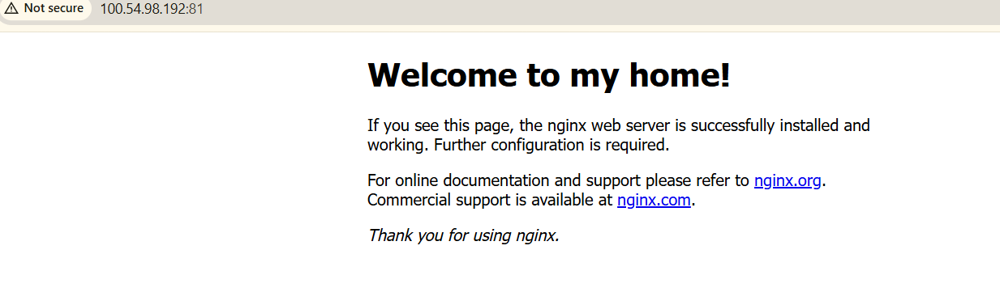 Not secure 100.54.98.192:81
Welcome to my home!
If you see this page, the nginx web server is successfully installed and
working. Further configuration is required.
For online documentation and support please refer to nginx.org.
Commercial support is available at nginx.com.
Thank you for using nginx.